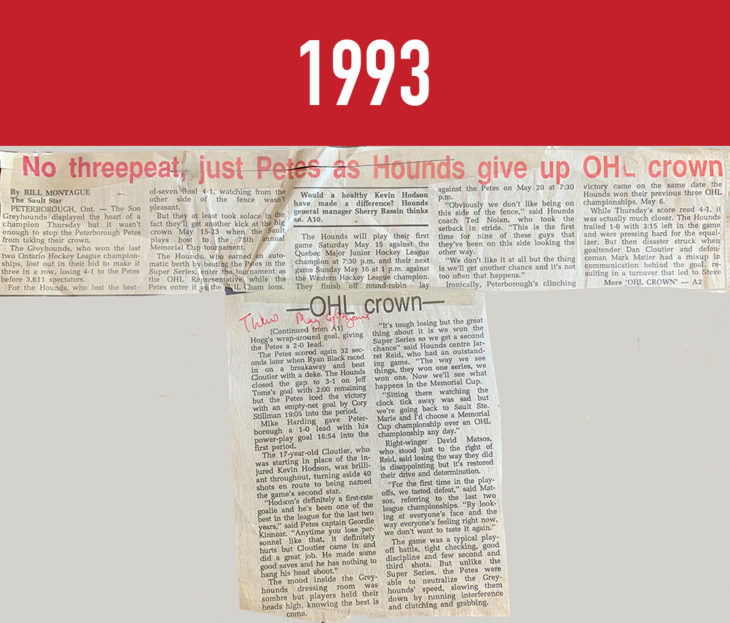 1993
No threepeat, just Petes as Hounds give up OHL crown
By BILL MONTAGUE
The Sault Star
PETERBOROUGH, Ont. — The Soo
Greyhounds displayed the heart of a
champion Thursday but it wasn't
enough to stop the Peterborough Petes
from taking their crown.
The Greyhounds, who won the last
two Ontario Hockey League champion-
ships, lost out in their bid to make it
three in a row, losing 4-1 to the Petes
before 3,611 spectators.
For the Hounds, who lost the best-
of-seven final 4-1, watching from the
other side of the fence wasn't
pleasant.
But they at least took solace in the
fact they'll get another kick at the big
crown May 15-23 when the Sault
plays host to the 75th annual
Memorial Cup tournament.
The Hounds, who earned an auto-
matic berth by beating the Petes in the
Super Series, join the tournament as
the OHL Representative while the
Petes enter it as the OHL Champions.
Would a healthy Kevin Hodson
have made a difference? Hounds
general manager Sherry Bassin thinks
so. A10.
The Hounds will play their first
game Saturday May 15 against the
Quebec Major Junior Hockey League
champion at 7:30 p.m. and their next
game Sunday May 16 at 1 p.m. against
the Western Hockey League champion.
They finish off round-robin play
against the Petes on May 20 at 7:30
p.m.
"Obviously we don't like being on
this side of the fence," said Hounds
coach Ted Nolan, who took the
setback in stride. "This is the first
time for nine of these guys that
they've been on this side looking the
other way.
"We don't like it at all but the thing
is we'll get another chance and it's not
too often that happens."
Ironically, Peterborough's clinching
victory came on the same date the
Hounds won their previous three OHL
championships, May 6.
While Thursday's score read 4-1, it
was actually much closer. The Hounds
trailed 1-0 with 3:15 left in the game
and were pressing hard for the equal-
izer. But then disaster struck when
goaltender Dan Cloutier and defen-
ceman Mark Matier had a mixup in
communication behind the goal, re-
sulting in a turnover that led to Steve
More 'OHL CROWN' — A2
—OHL crown—
Thurs May 6/93 game
(Continued from A1)
Hogg's wrap-around goal, giving
the Petes a 2-0 lead.
The Petes scored again 32 sec-
onds later when Ryan Black raced
in on a breakaway and beat
Cloutier with a deke. The Hounds
closed the gap to 3-1 on Jeff
Toms's goal with 2:00 remaining
but the Petes iced the victory
with an empty-net goal by Cory
Stillman 19:05 into the period.
Mike Harding gave Peter-
borough a 1-0 lead with his
power-play goal 16:54 into the
first period.
The 17-year-old Cloutier, who
was starting in place of the in-
jured Kevin Hodson, was brilli-
ant throughout, turning aside 40
shots en route to being named
the game's second star.
"Hodson's definitely a first-rate
goalie and he's been one of the
best in the league for the last two
years," said Petes captain Geordie
Kinnear. "Anytime you lose per-
sonnel like that, it definitely
hurts but Cloutier came in and
did a great job. He made some
good saves and he has nothing to
hang his head about."
The mood inside the Grey-
hounds dressing room was
sombre but players held their
heads high, knowing the best is
come.
"It's tough losing but the great
thing about it is we won the
Super Series so we get a second
chance" said Hounds centre Jar-
ret Reid, who had an outstand-
ing game. "The way we see
things, they won one series, we
won one. Now we'll see what
happens in the Memorial Cup.
"Sitting there watching the
clock tick away was sad but
we're going back to Sault Ste.
Marie and I'd choose a Memorial
Cup championship over an OHL
championship any day."
Right-winger David Matsos,
who stood just to the right of
Reid, said losing the way they did
is disappointing but it's restored
their drive and determination.
"For the first time in the play-
offs, we tasted defeat," said Mat-
sos, referring to the last two
league championships. "By look-
ing at everyone's face and the
way everyone's feeling right now,
we don't want to taste it again."
The game was a typical play-
off battle, tight checking, good
discipline and few second and
third shots. But unlike the
Super Series, the Petes were
able to neutralize the Grey-
hounds' speed, slowing them
down by running interference
and clutching and grabbing.